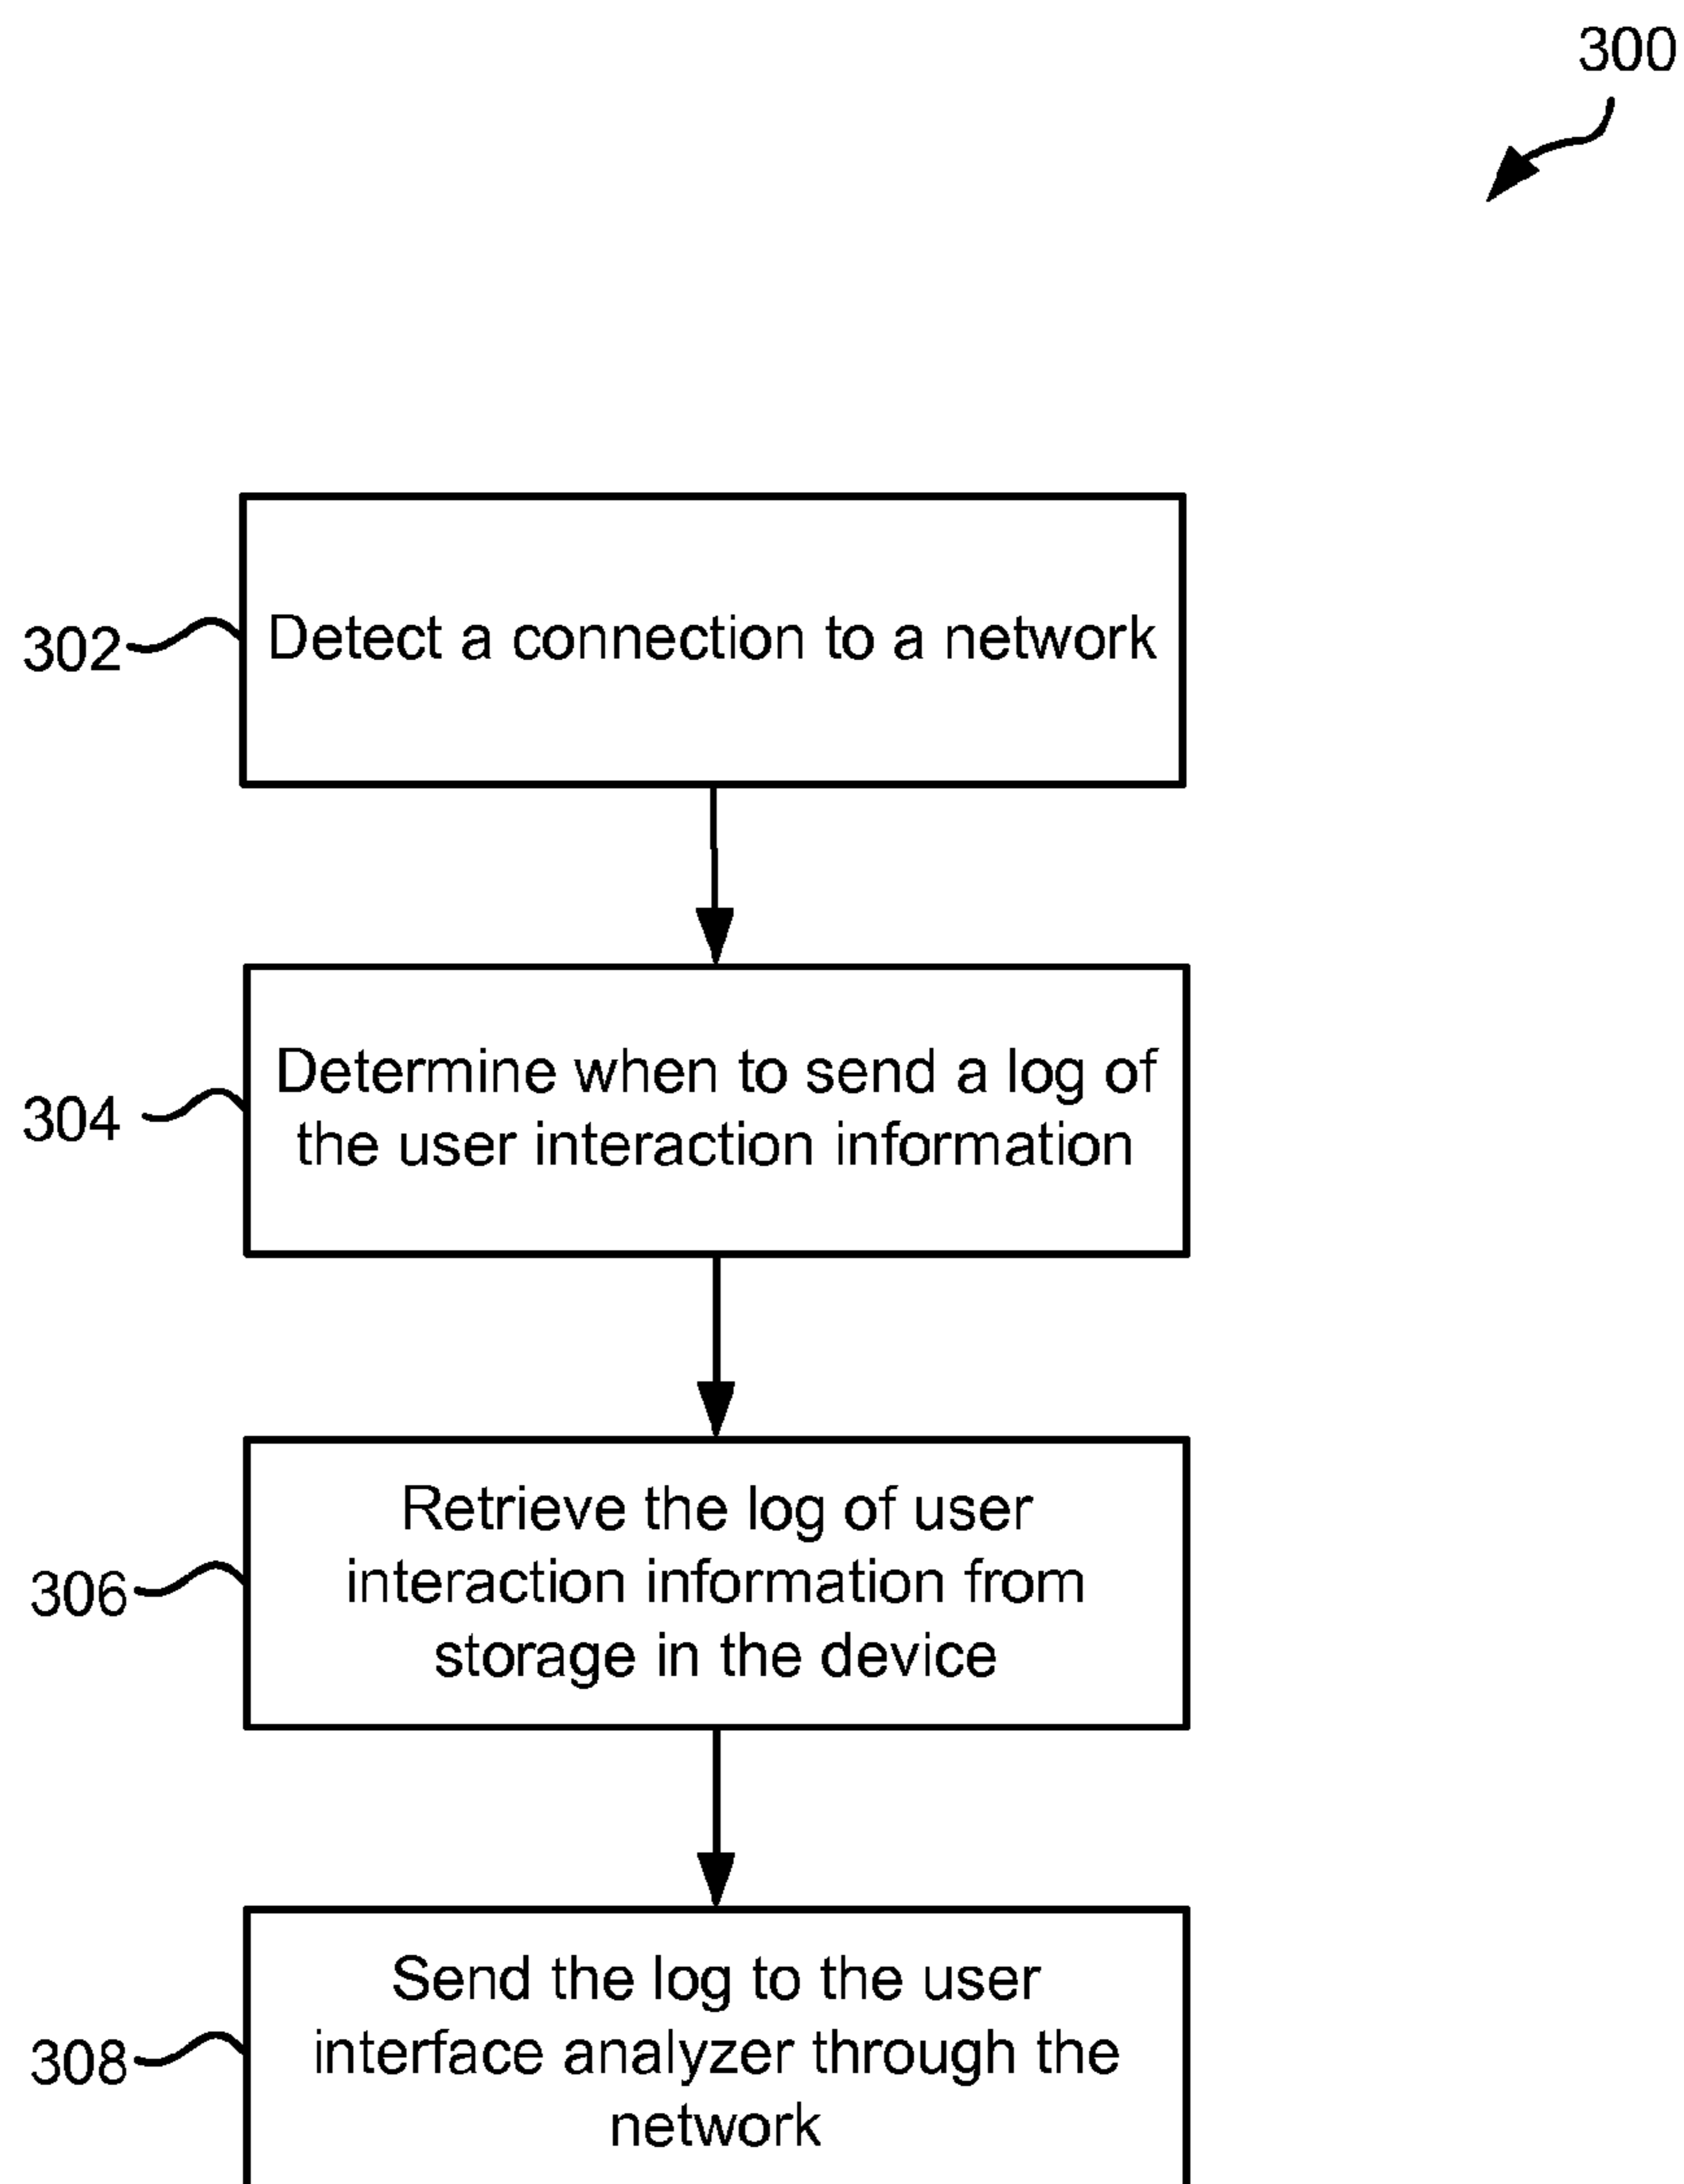 300
302
Detect a connection to a network
304
Determine when to send a log of
the user interaction information
306
Retrieve the log of user
interaction information from
storage in the device
308
Send the log to the user
interface analyzer through the
network